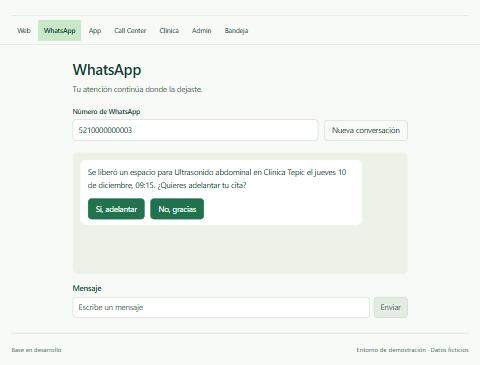 Web WhatsApp App Call Center Clínica Admin Bandeja
WhatsApp
Tu atención continúa donde la dejaste.
Número de WhatsApp
5210000000003
Nueva conversación
Se liberó un espacio para Ultrasonido abdominal en Clínica Tepic el jueves 10
de diciembre, 09:15. ¿Quieres adelantar tu cita?
Sí, adelantar
No, gracias
Mensaje
Escribe un mensaje
Enviar
Base en desarrollo
Entorno de demostración · Datos ficticios